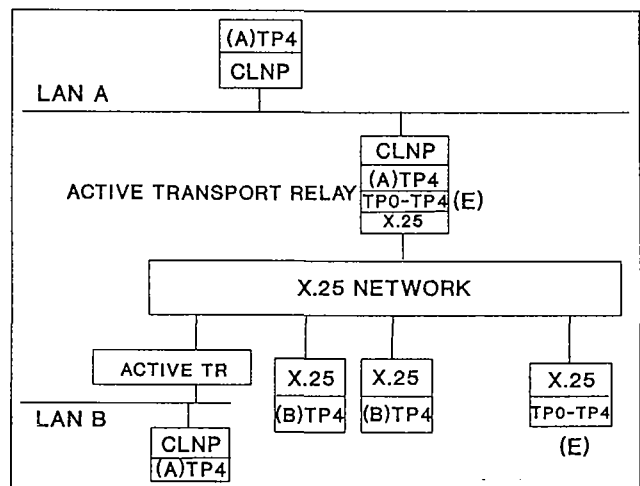 (A)TP4
CLNP
LAN A
CLNP
(A)TP4
ACTIVE TRANSPORT RELAY
TP0-TP4 (E)
X.25
X.25 NETWORK
ACTIVE TR
X.25
(B)TP4
X.25
(B)TP4
X.25
TP0-TP4
(E)
LAN B
CLNP
(A)TP4